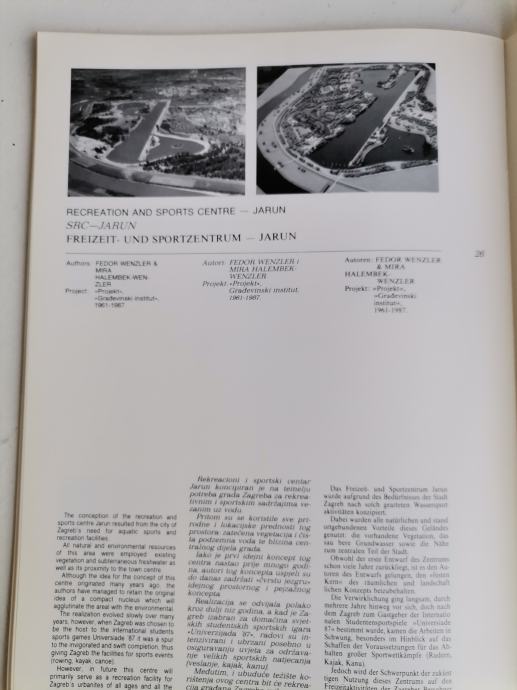 RECREATION AND SPORTS CENTRE — JARUN
SRC—JARUN
FREIZEIT- UND SPORTZENTRUM — JARUN
26
Authors: FEDOR WENZLER &
MIRA
HALEMBEK-WEN-
ZLER
Project: »Projekt«,
»Građevinski institut«,
1961-1987
Autori: FEDOR WENZLER i
MIRA HALEMBEK-
WENZLER
Projekt: »Projekt«,
Građevinski institut,
1961-1987.
Autoren: FEDOR WENZLER
& MIRA
HALEMBEK-
WENZLER
Projekt: »Projekt«,
»Građevinski
institut«,
1961-1987.
The conception of the recreation and
sports centre Jarun resulted from the city of
Zagreb's need for aquatic sports and
recreation facilities.
All natural and environmental resources
of this area were employed: existing
vegetation and subterranean freshwater as
well as its proximity to the town centre.
Although the idea for the concept of this
centre originated many years ago, the
authors have managed to retain the original
idea of a compact nucleus which will
agglutinate the area with the environmental.
The realization evolved slowly over many
years, however, when Zagreb was chosen to
be the host to the international students
sports games Universiade '87 it was a spur
to the invigorated and swift completion, thus
giving Zagreb the facilities for sports events
(rowing, kayak, canoe).
However, in future this centre will
primarily serve as a recreation facility for
Zagreb's urbanites of all ages and all the
Rekreacioni i sportski centar
Jarun koncipiran je na temelju
potreba grada Zagreba za rekrea-
tivnim i sportskim sadržajima ve-
zanim uz vodu.
Pritom su se koristile sve pri-
rodne i lokacijske prednosti tog
prostora: zatečena vegetacija i čis-
ta podzemna voda te blizina cen-
tralnog dijela grada.
Iako je prvi idejni koncept tog
centra nastao prije mnogo godi-
na, autori tog koncepta uspjeli su
do danas zadržati «čvrstu jezgru»
idejnog prostornog i pejzažnog
koncepta.
Realizacija se odvijala polako
kroz dulji niz godina, a kad je Za-
greb izabran za domaćina svjet-
skih studentskih sportskih igara
«Univerzijada '87», radovi su in-
tenzivirani i ubrzani posebno u
osiguravanju uvjeta za održava-
nje velikih sportskih natjecanja
(veslanje, kajak, kanu).
Međutim, i ubuduće težište ko-
rištenja ovog centra bit će rekrea-
cija građana Zagreba
Das Freizeit- und Sportzentrum Jarun
wurde aufgrund des Bedürfnisses der Stadt
Zagreb nach solch gearteten Wassersport-
aktivitäten konzipiert.
Dabei wurden alle natürlichen und stand-
ortgebundenen Vorteile dieses Geländes
genutzt: die vorhandene Vegetation, das
saubere Grundwasser sowie die Nähe
zum zentralen Teil der Stadt.
Obwohl der erste Entwurf des Zentrums
schon viele Jahre zurückliegt, ist es den Au-
toren des Entwurfs gelungen, den «festen
Kern» des räumlichen und landschaft-
lichen Konzepts beizubehalten.
Die Verwirklichung ging langsam, durch
mehrere Jahre hinweg vor sich, doch nach-
dem Zagreb zum Gastgeber der Internatio-
nalen Studentensportspiele «Universiade
87» bestimmt wurde, kamen die Arbeiten in
Schwung, besonders im Hinblick auf das
Schaffen der Voraussetzungen für das Ab-
halten großer Sportwettkämpfe (Rudern,
Kajak, Kanu).
Jedoch wird der Schwerpunkt der zukünf-
tigen Nutzung dieses Zentrums auf den
Freizeitaktivitäten der Zagreber Bewohner